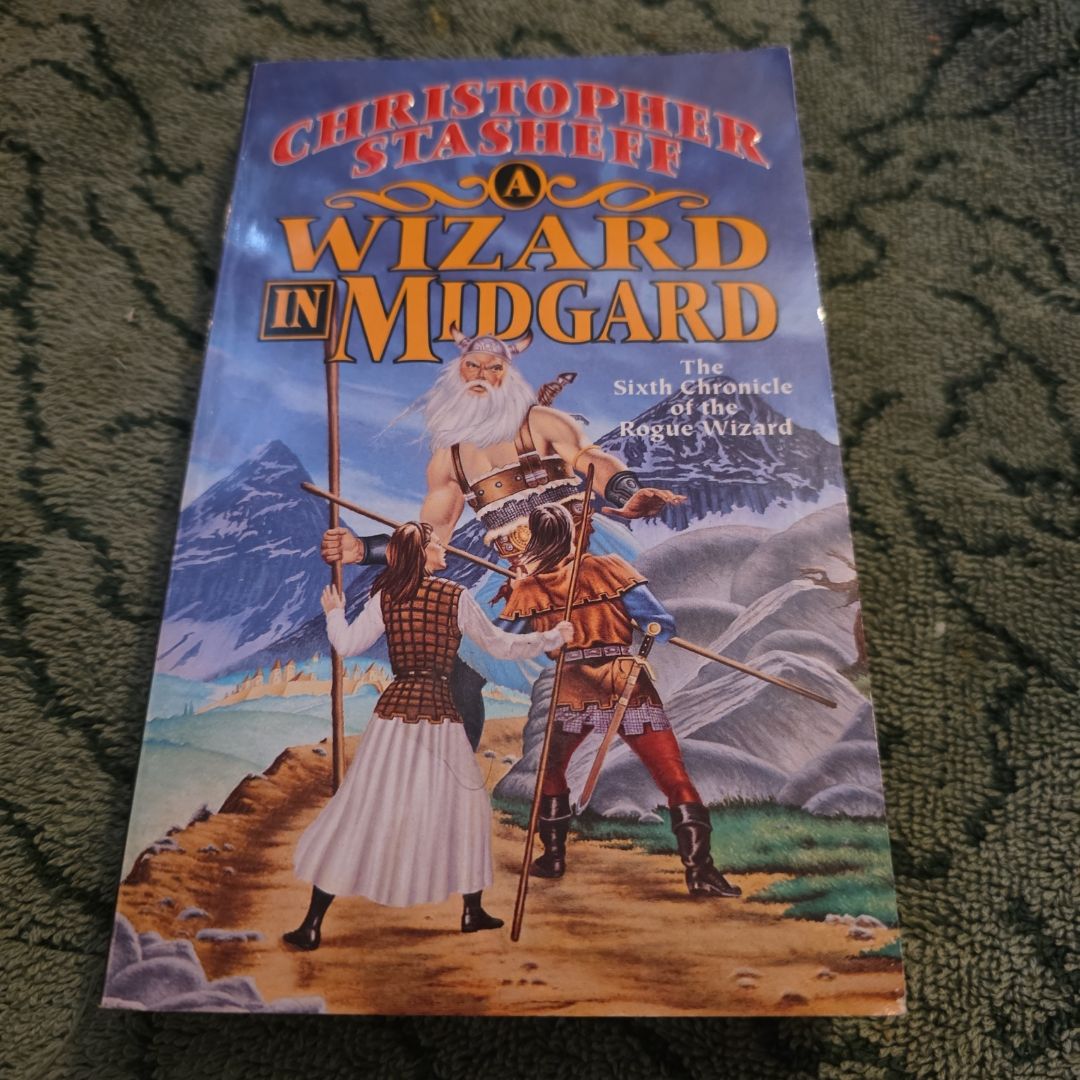 CHRISTOPHER
STASHEFF
A
WIZARD
IN MIDGARD
The
Sixth Chronicle
of the
Rogue Wizard